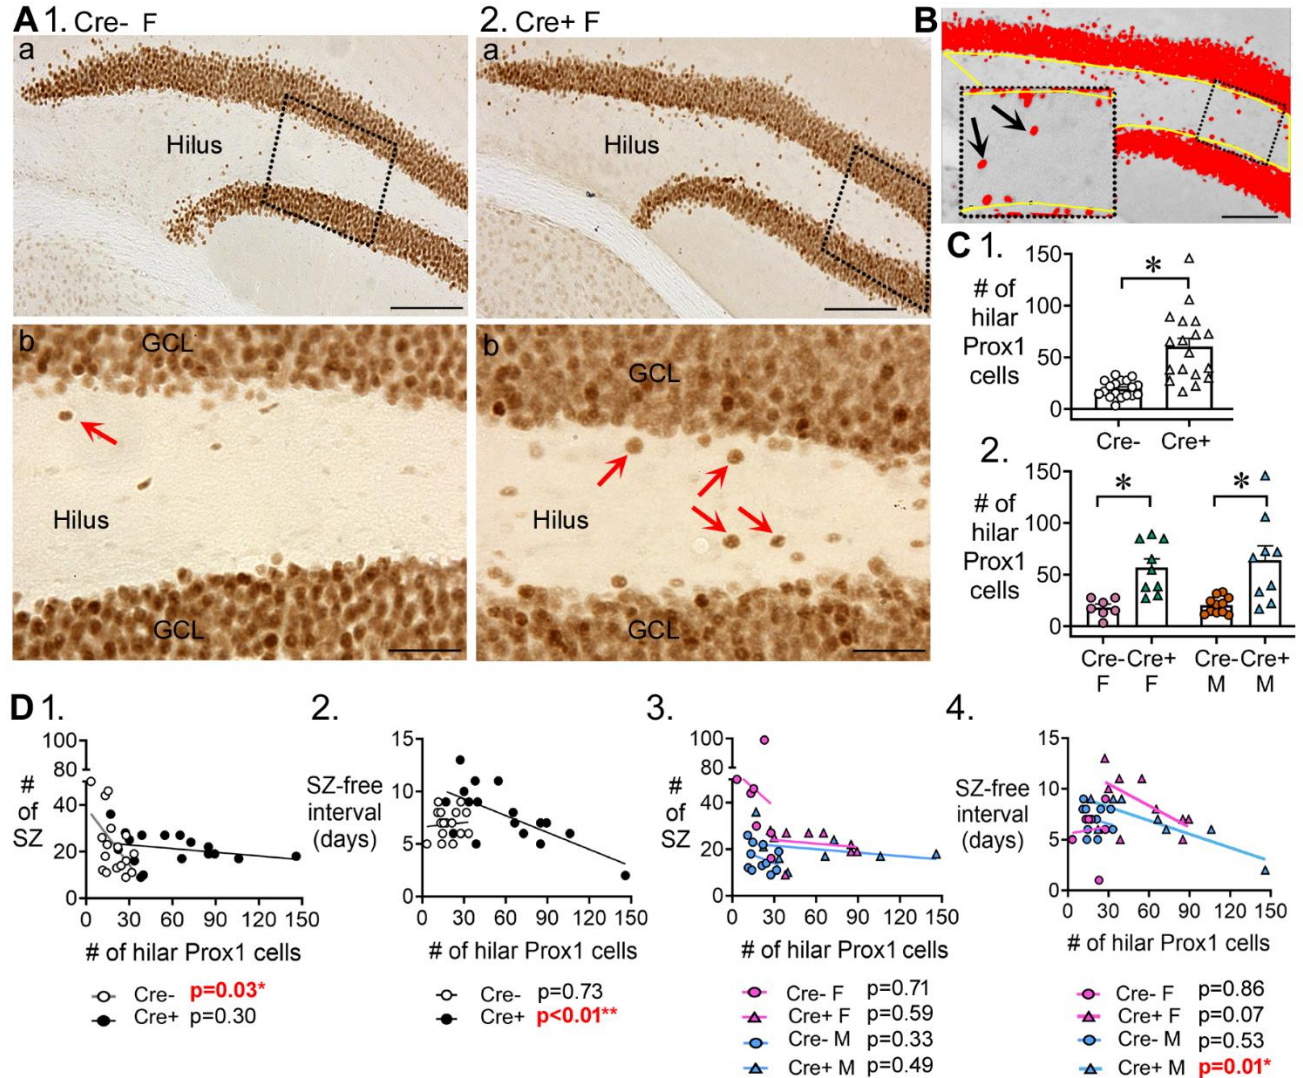 A 1. Cre- F
2. Cre+ F
B
a
a
Hilus
Hilus
b
b
GCL
GCL
Hilus
Hilus
GCL
GCL
C 1.
# of
hilar
Prox1
cells
150
100
50
0
*
Cre-
Cre+
2.
# of
hilar
Prox1
cells
150
100
50
0
*
*
Cre- Cre+ Cre- Cre+
F F M M
D 1.
# of SZ
100
80
40
20
0
0 30 60 90 120 150
# of hilar Prox1 cells
Cre- p=0.03*
Cre+ p=0.30
2.
SZ-free
interval
(days)
15
10
5
0
0 30 60 90 120 150
# of hilar Prox1 cells
Cre- p=0.73
Cre+ p<0.01**
3.
# of SZ
100
80
40
20
0
0 30 60 90 120 150
# of hilar Prox1 cells
Cre- F p=0.71
Cre+ F p=0.59
Cre- M p=0.33
Cre+ M p=0.49
4.
SZ-free
interval
(days)
15
10
5
0
0 30 60 90 120 150
# of hilar Prox1 cells
Cre- F p=0.86
Cre+ F p=0.07
Cre- M p=0.53
Cre+ M p=0.01*